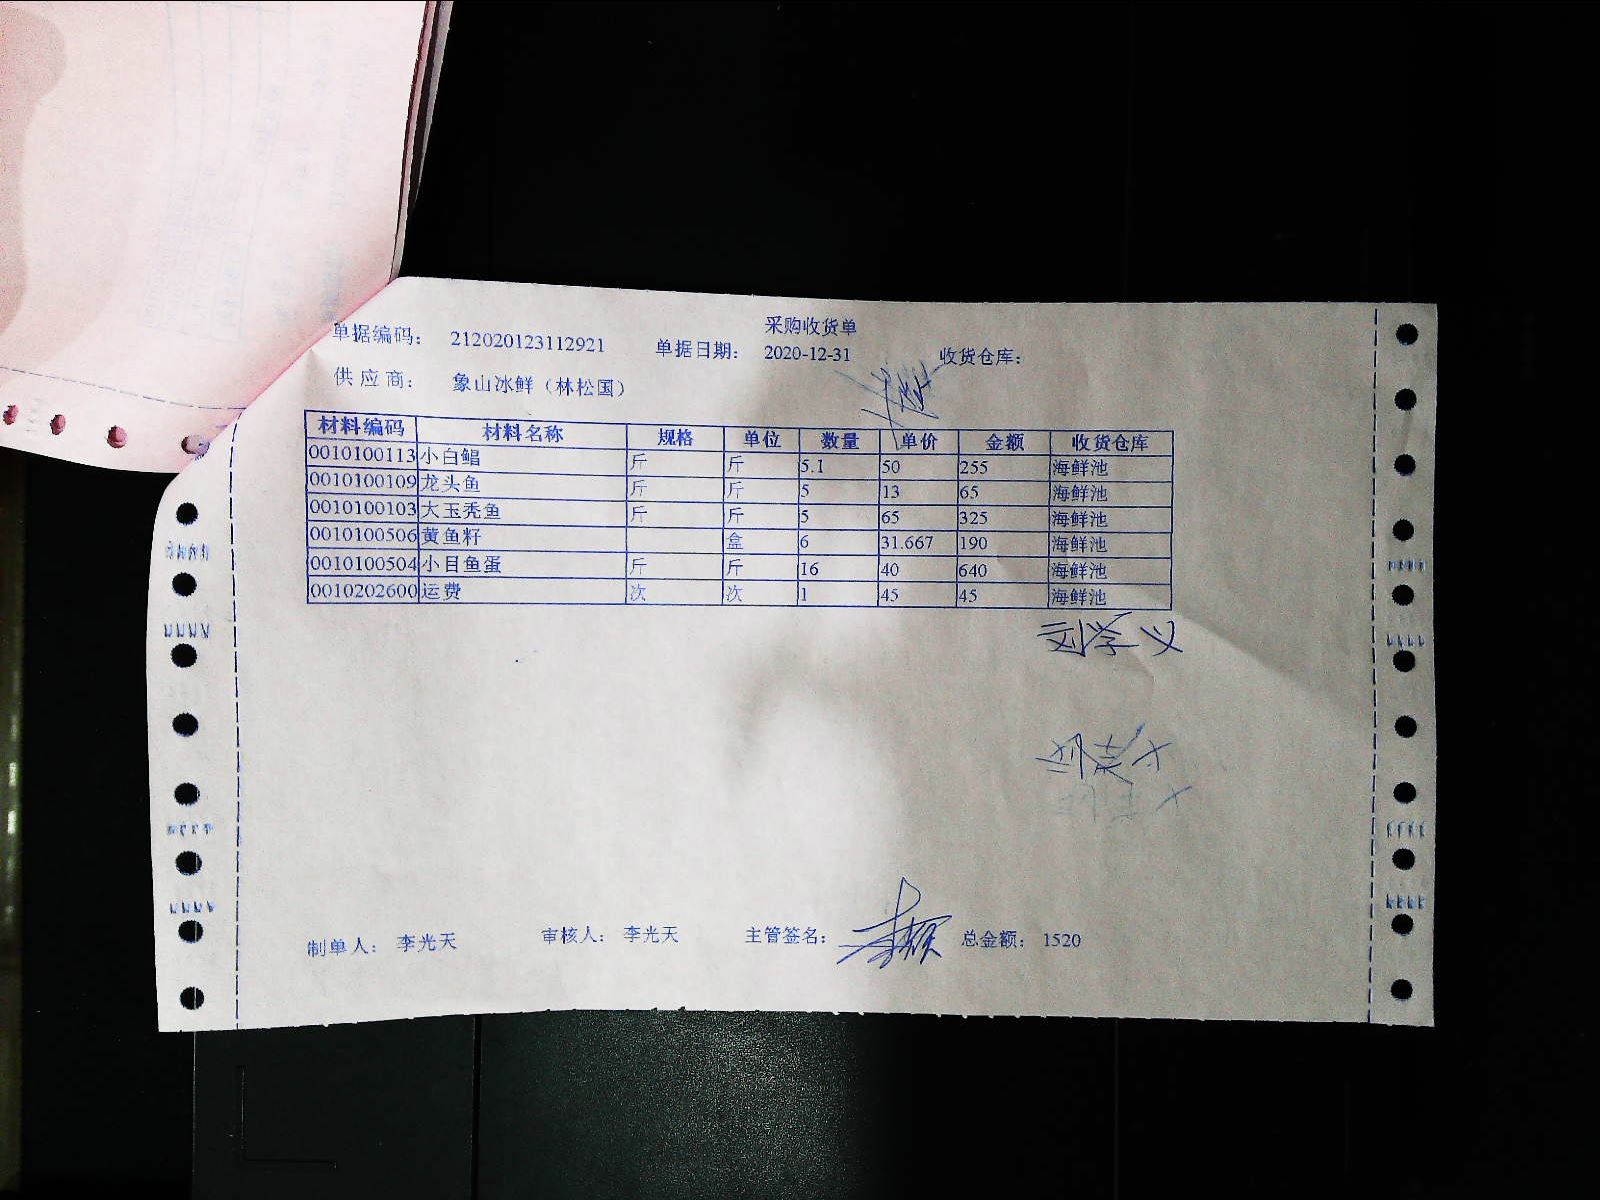 采购收货单
单据编码： 212020123112921 单据日期： 2020-12-31 收货仓库：
供应商： 象山冰鲜（林松国）
材料编码 材料名称 规格 单位 数量 单价 金额 收货仓库
0010100113 小白鲳 斤 斤 5.1 50 255 海鲜池
0010100109 龙头鱼 斤 斤 5 13 65 海鲜池
0010100103 大玉秃鱼 斤 斤 5 65 325 海鲜池
0010100506 黄鱼籽 盒 6 31.667 190 海鲜池
0010100504 小目鱼蛋 斤 斤 16 40 640 海鲜池
0010202600 运费 次 次 1 45 45 海鲜池
刘学义
制单人： 李光天 审核人： 李光天 主管签名： 总金额： 1520